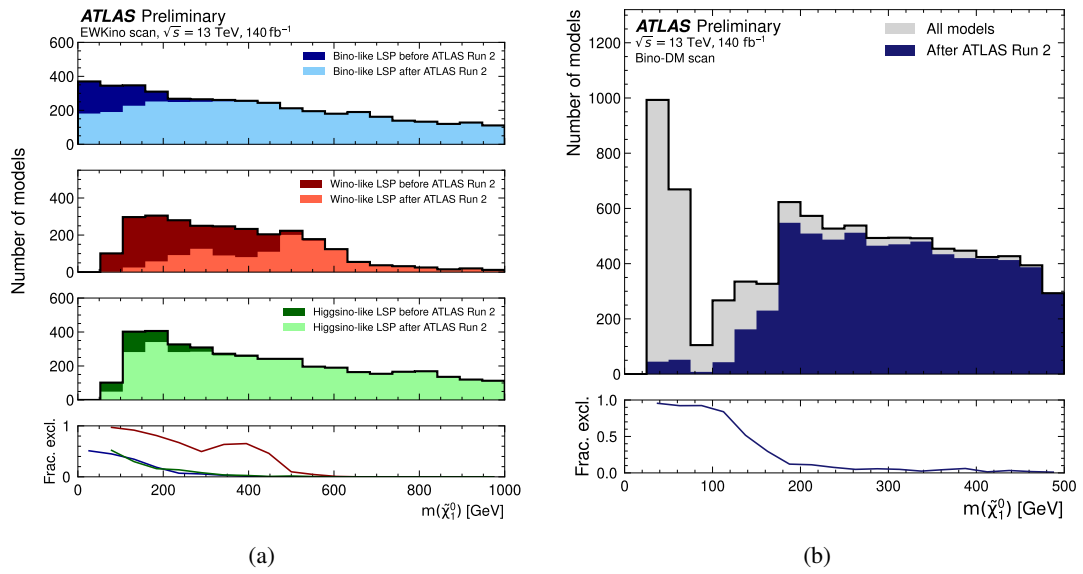 ATLAS Preliminary
EWKino scan, √s = 13 TeV, 140 fb⁻¹
Number of models
600
400
200
0
Bino-like LSP before ATLAS Run 2
Bino-like LSP after ATLAS Run 2
400
200
0
Wino-like LSP before ATLAS Run 2
Wino-like LSP after ATLAS Run 2
600
400
200
0
Higgsino-like LSP before ATLAS Run 2
Higgsino-like LSP after ATLAS Run 2
Frac. excl.
1
0
0 200 400 600 800 1000
m(χ̃⁰₁) [GeV]
(a)
ATLAS Preliminary
√s = 13 TeV, 140 fb⁻¹
Bino-DM scan
All models
After ATLAS Run 2
Number of models
1200
1000
800
600
400
200
0
Frac. excl.
1.0
0.5
0.0
0 100 200 300 400 500
m(χ̃⁰₁) [GeV]
(b)